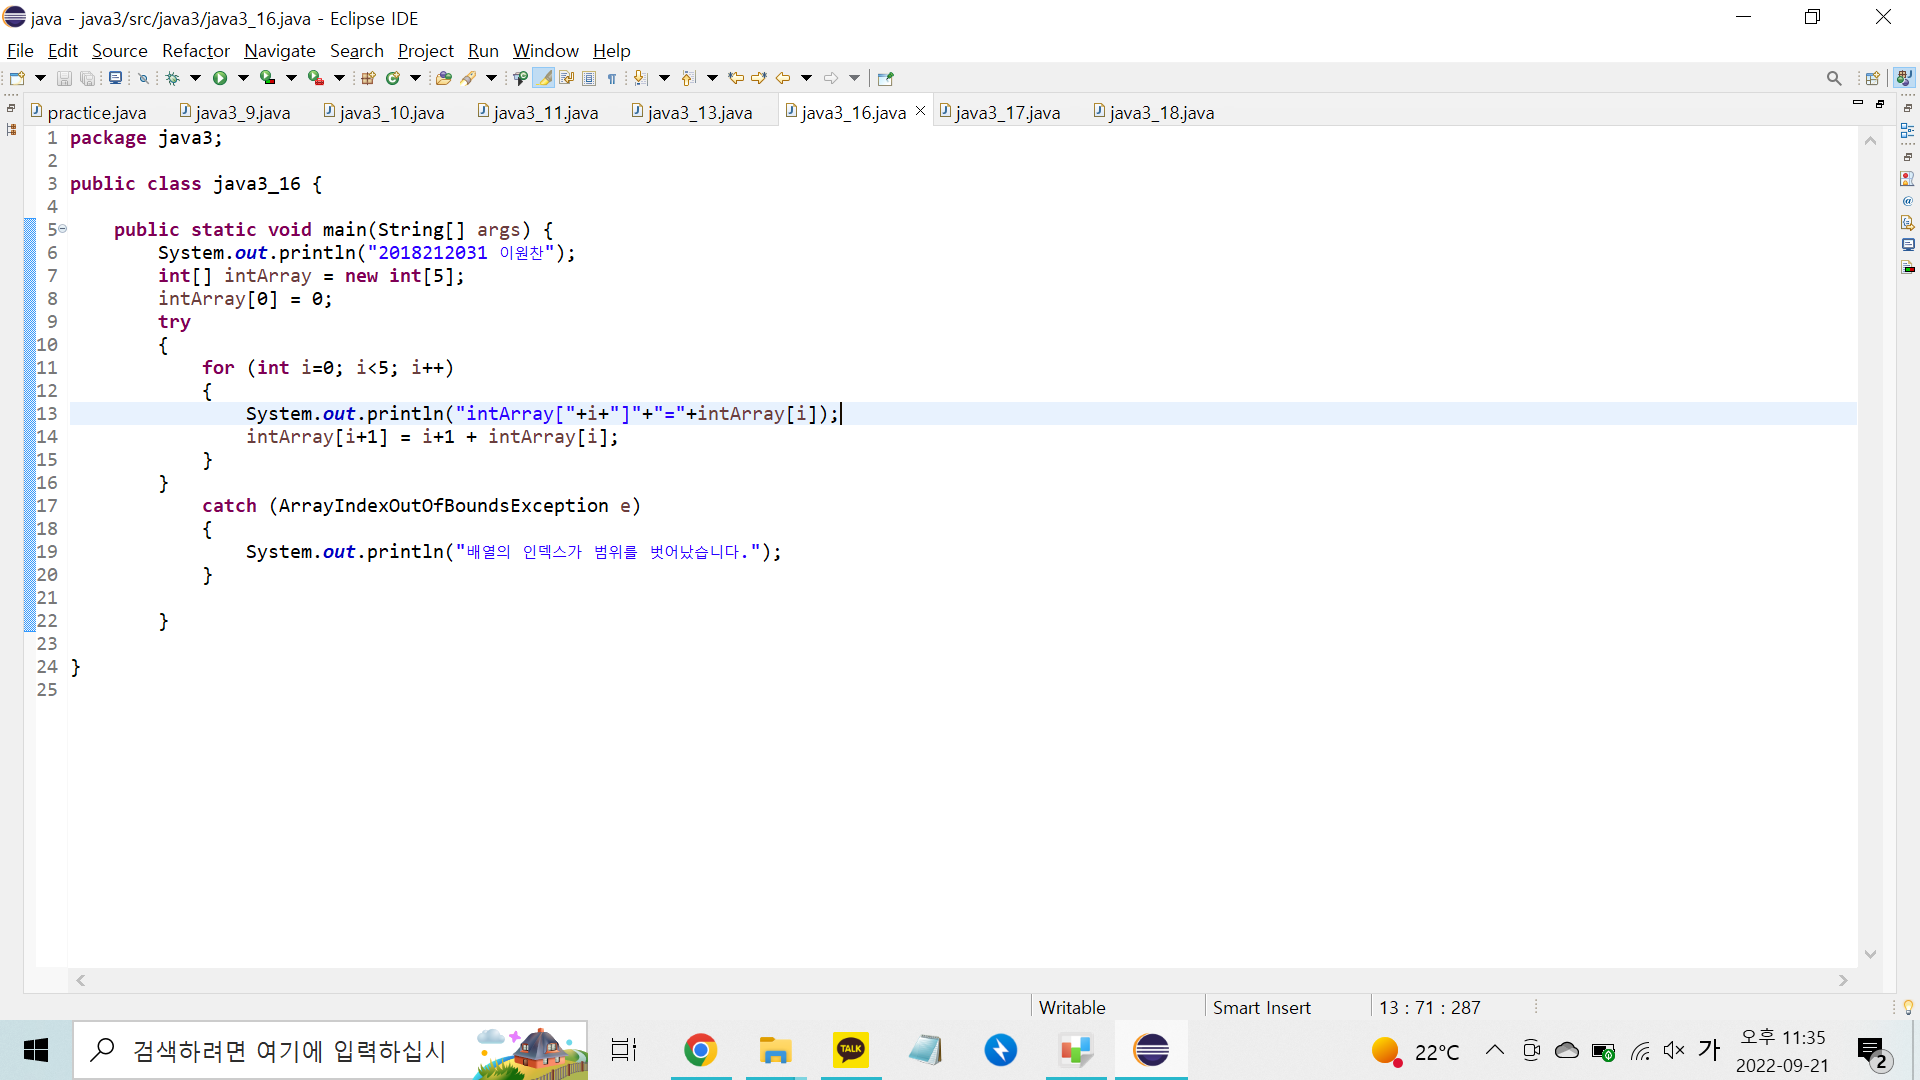 java - java3/src/java3/java3_16.java - Eclipse IDE
File Edit Source Refactor Navigate Search Project Run Window Help
practice.java java3_9.java java3_10.java java3_11.java java3_13.java java3_16.java java3_17.java java3_18.java
1 package java3;
2
3 public class java3_16 {
4
5 public static void main(String[] args) {
6 System.out.println("2018212031 이원찬");
7 int[] intArray = new int[5];
8 intArray[0] = 0;
9 try
10 {
11 for (int i=0; i<5; i++)
12 {
13 System.out.println("intArray["+i+"]"+"="+intArray[i]);
14 intArray[i+1] = i+1 + intArray[i];
15 }
16 }
17 catch (ArrayIndexOutOfBoundsException e)
18 {
19 System.out.println("배열의 인덱스가 범위를 벗어났습니다.");
20 }
21
22 }
23
24 }
25
Writable Smart Insert 13 : 71 : 287
검색하려면 여기에 입력하십시
TALK
22°C
가
오후 11:35
2022-09-21
2